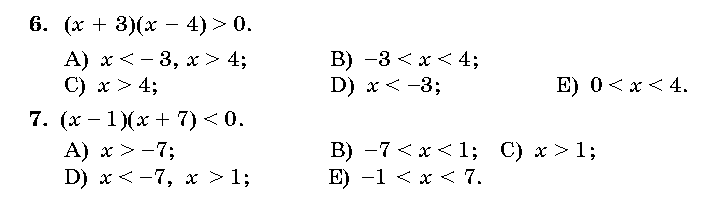 6. (x + 3)(x − 4) > 0.
A) x < − 3, x > 4; B) −3 < x < 4;
C) x > 4; D) x < −3; E) 0 < x < 4.
7. (x − 1)(x + 7) < 0.
A) x > −7; B) −7 < x < 1; C) x > 1;
D) x < −7, x > 1; E) −1 < x < 7.